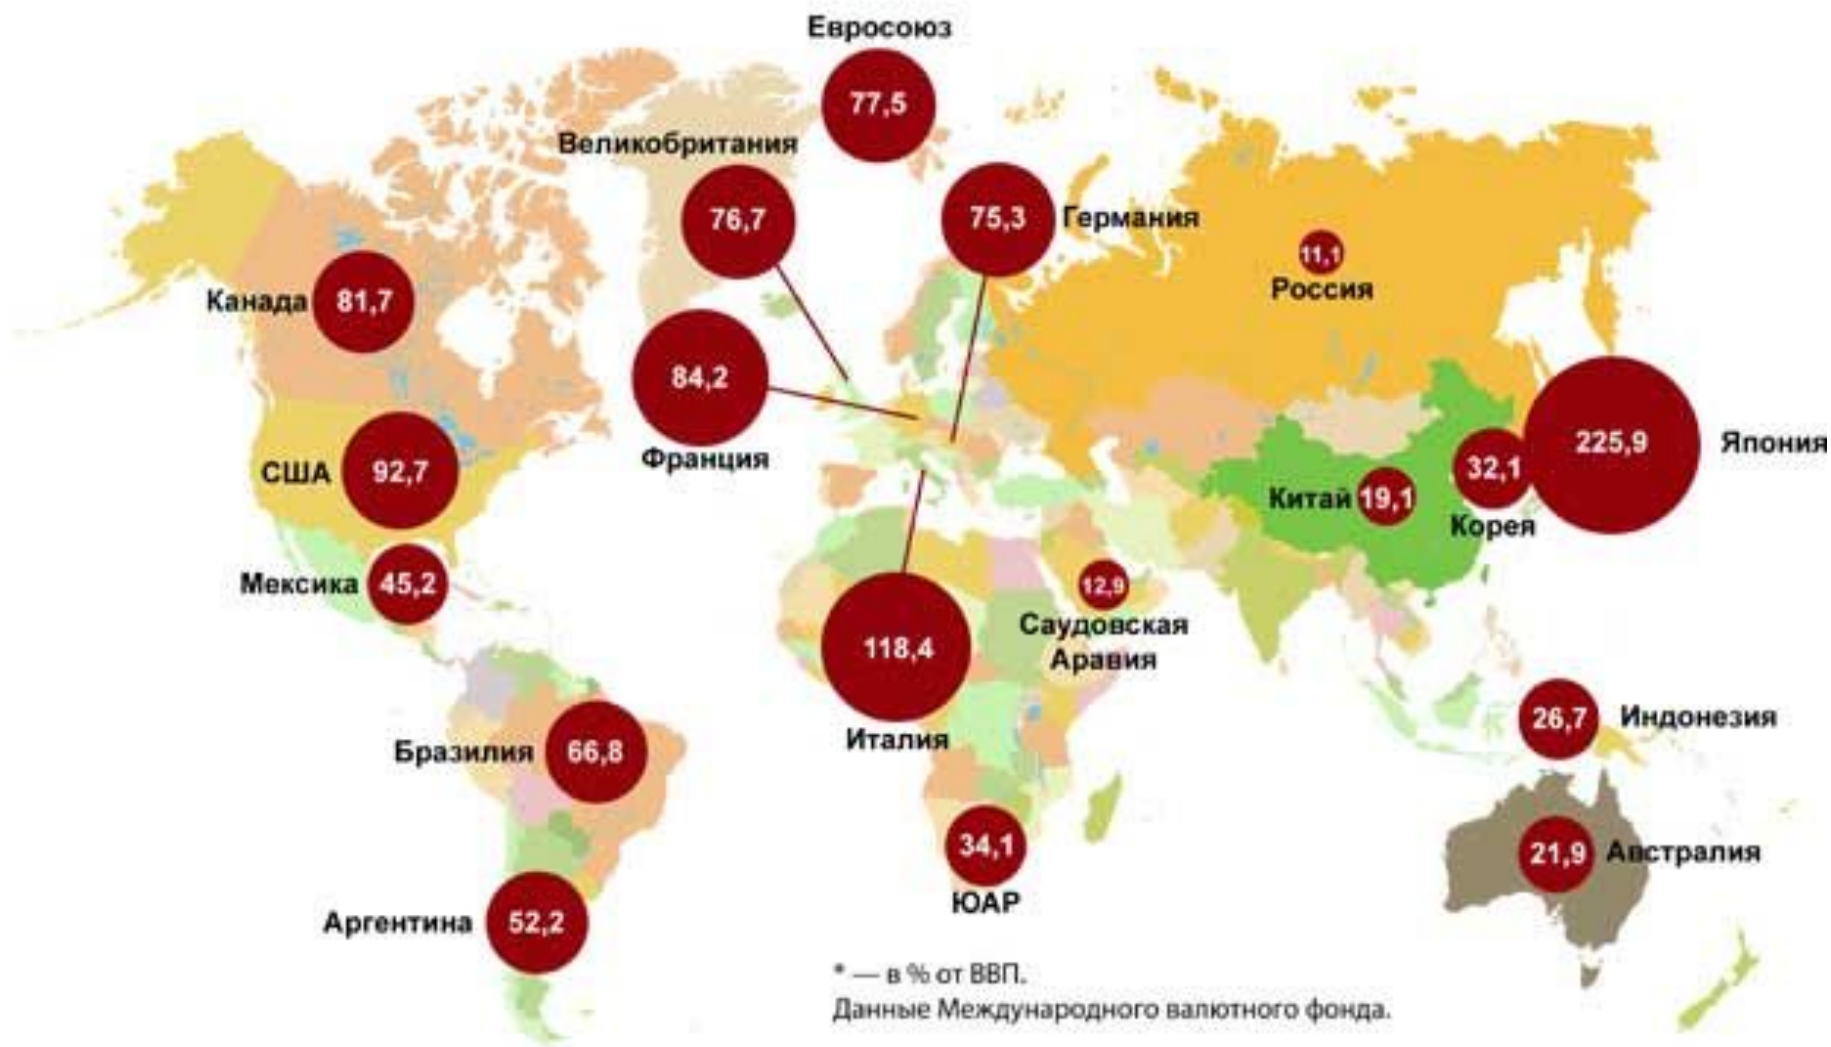 Евросоюз
77,5
Великобритания
76,7
75,3
Германия
11,1
Россия
Канада
81,7
84,2
Франция
США
92,7
225,9
Япония
32,1
Корея
Китай
19,1
Мексика
45,2
12,9
Саудовская
Аравия
118,4
Италия
26,7
Индонезия
Бразилия
66,8
34,1
ЮАР
21,9
Австралия
Аргентина
52,2
* — в % от ВВП.
Данные Международного валютного фонда.